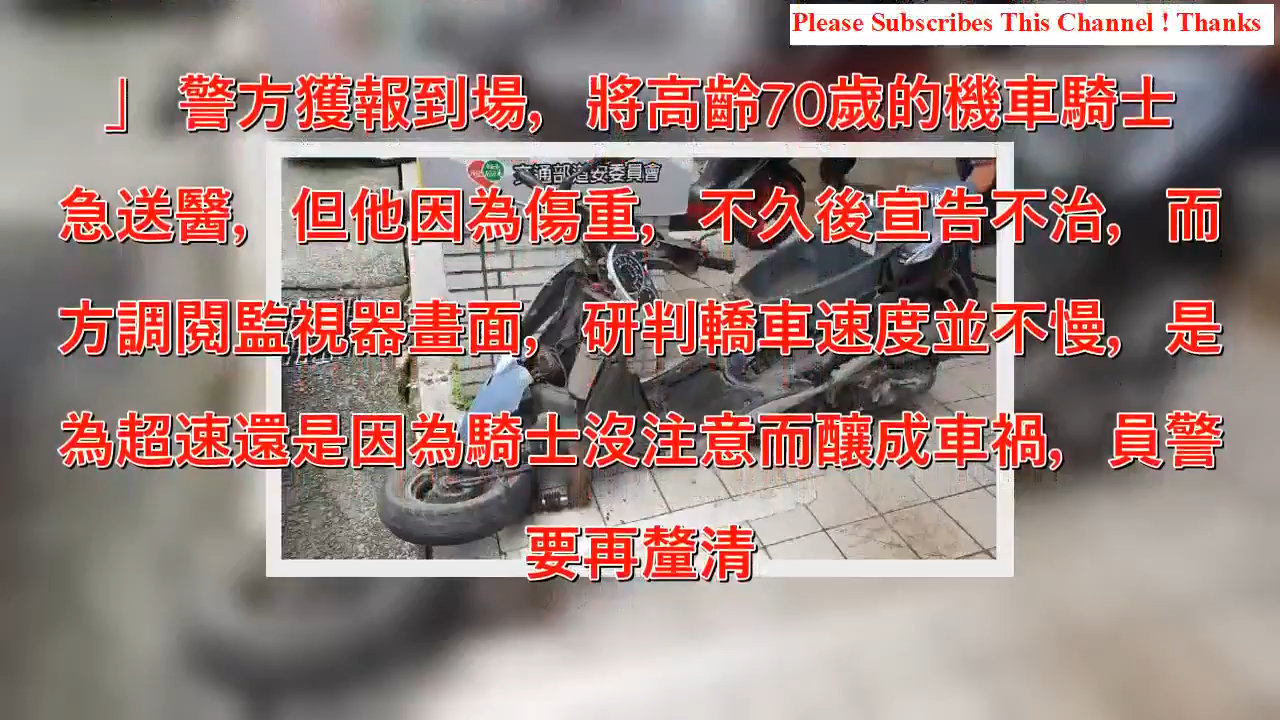 Please Subscribes This Channel ! Thanks
」 警方獲報到場, 將高齡70歲的機車騎士
交通部道安委員會
急送醫, 但他因為傷重, 不久後宣告不治, 而
方調閱監視器畫面, 研判轎車速度並不慢, 是
為超速還是因為騎士沒注意而釀成車禍, 員警
要再釐清